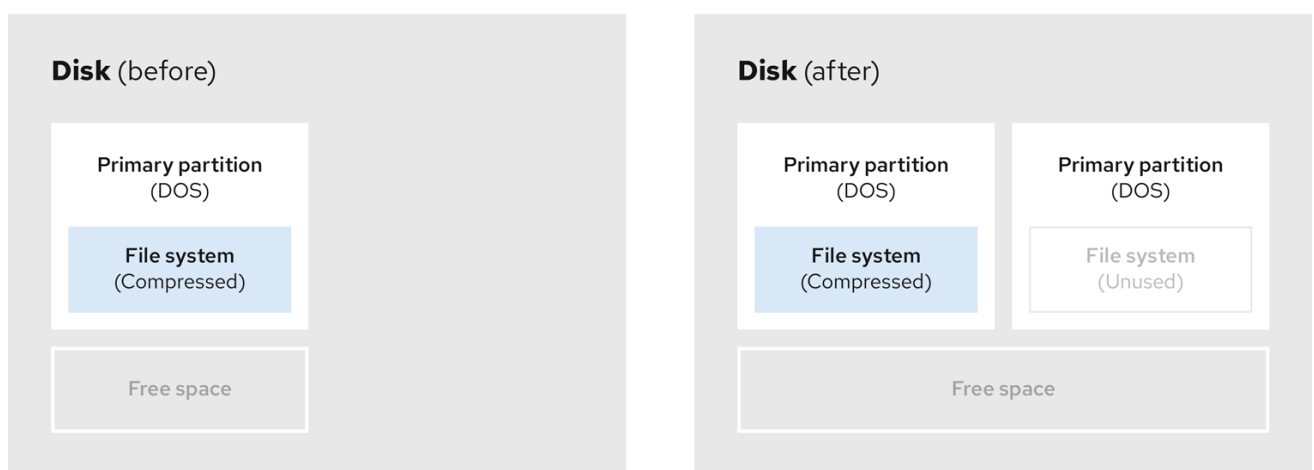 Disk (before)
Primary partition
(DOS)
File system
(Compressed)
Free space
Disk (after)
Primary partition
(DOS)
File system
(Compressed)
Primary partition
(DOS)
File system
(Unused)
Free space